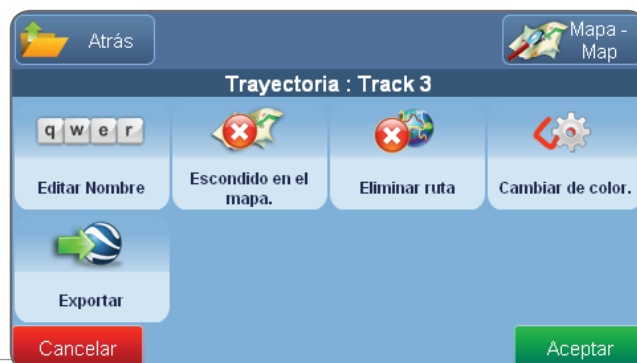 Atrás
Mapa -
Map
Trayectoria : Track 3
q w e r
Editar Nombre
Escondido en el
mapa.
Eliminar ruta
Cambiar de color.
Exportar
Cancelar
Aceptar